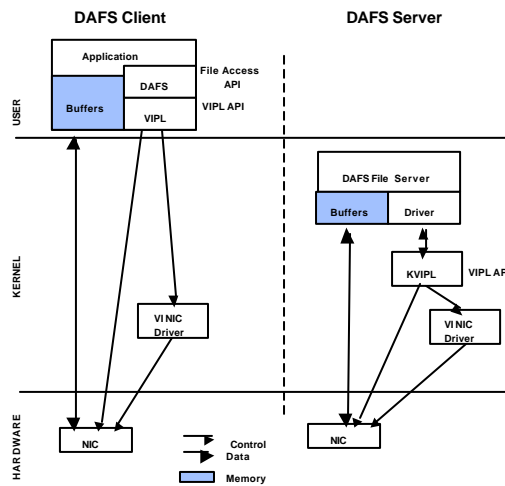 DAFS Client
DAFS Server
Application
File Access
API
DAFS
Buffers
VIPL API
VIPL
USER
DAFS File Server
Buffers
Driver
KVIPL
VIPL AP
KERNEL
VI NIC
Driver
VI NIC
Driver
NIC
NIC
HARDWARE
Control
Data
Memory